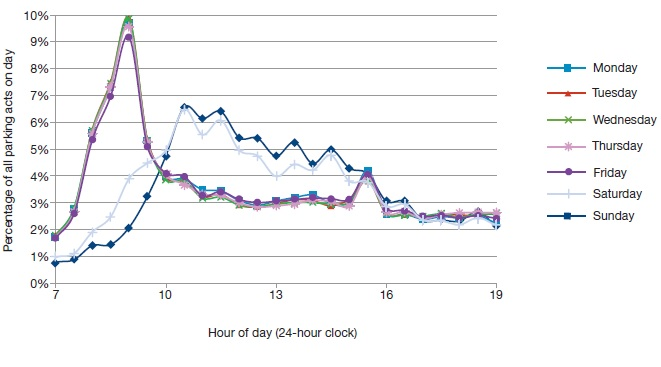 Percentage of all parking acts on day
10%
9%
8%
7%
6%
5%
4%
3%
2%
1%
0%
7
10
13
16
19
Hour of day (24-hour clock)
Monday
Tuesday
Wednesday
Thursday
Friday
Saturday
Sunday